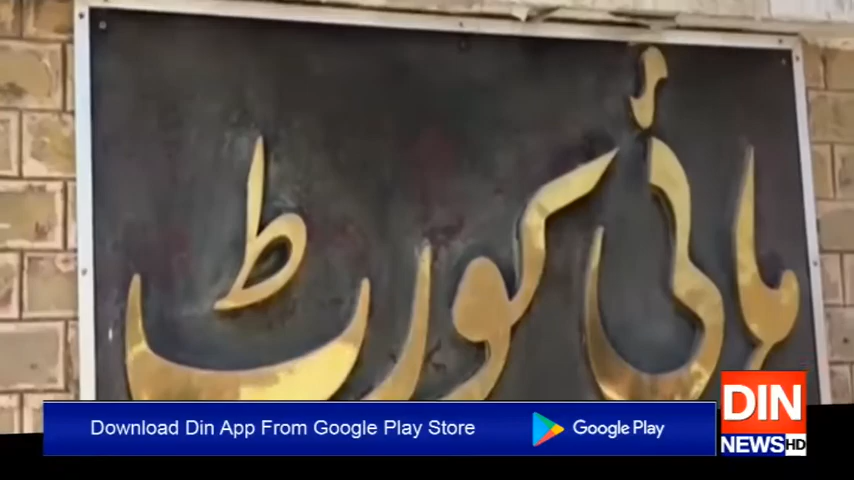 ہائی کورٹ
Download Din App From Google Play Store
Google Play
DIN
NEWS HD